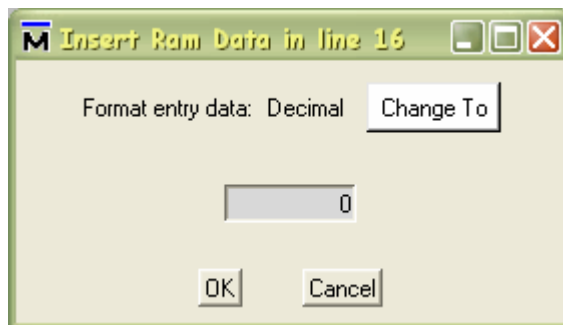 M Insert Ram Data in line 16
Format entry data: Decimal Change To
0
OK Cancel